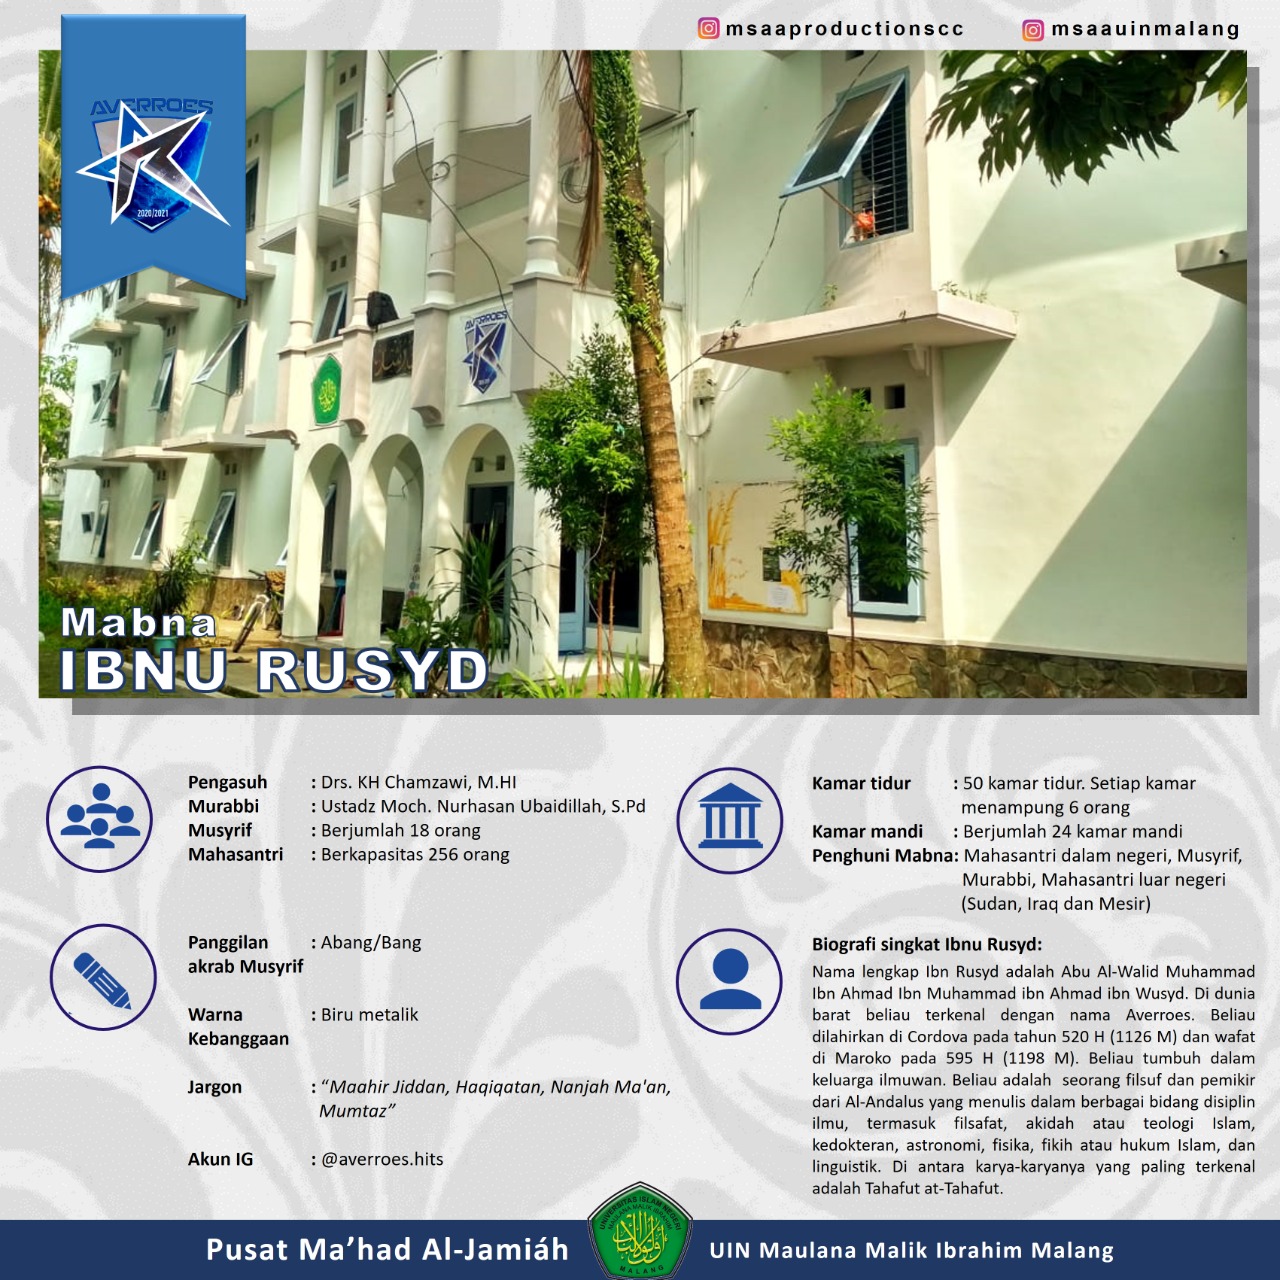 msaaproductionscc
msaauinmalang
AVERROES
2020/2021
AVERROES
Mabna
IBNU RUSYD
Pengasuh : Drs. KH Chamzawi, M.HI
Murabbi : Ustadz Moch. Nurhasan Ubaidillah, S.Pd
Musyrif : Berjumlah 18 orang
Mahasantri : Berkapasitas 256 orang
Panggilan : Abang/Bang
akrab Musyrif
Warna : Biru metalik
Kebanggaan
Jargon : “Maahir Jiddan, Haqiqatan, Nanjah Ma'an,
Mumtaz”
Akun IG : @averroes.hits
Kamar tidur : 50 kamar tidur. Setiap kamar
menampung 6 orang
Kamar mandi : Berjumlah 24 kamar mandi
Penghuni Mabna: Mahasantri dalam negeri, Musyrif,
Murabbi, Mahasantri luar negeri
(Sudan, Iraq dan Mesir)
Biografi singkat Ibnu Rusyd:
Nama lengkap Ibn Rusyd adalah Abu Al-Walid Muhammad
Ibn Ahmad Ibn Muhammad ibn Ahmad ibn Wusyd. Di dunia
barat beliau terkenal dengan nama Averroes. Beliau
dilahirkan di Cordova pada tahun 520 H (1126 M) dan wafat
di Maroko pada 595 H (1198 M). Beliau tumbuh dalam
keluarga ilmuwan. Beliau adalah seorang filsuf dan pemikir
dari Al-Andalus yang menulis dalam berbagai bidang disiplin
ilmu, termasuk filsafat, akidah atau teologi Islam,
kedokteran, astronomi, fisika, fikih atau hukum Islam, dan
linguistik. Di antara karya-karyanya yang paling terkenal
adalah Tahafut at-Tahafut.
Pusat Ma’had Al-Jamiáh
UNIVERSITAS ISLAM NEGERI
MAULANA MALIK IBRAHIM
MALANG
UIN Maulana Malik Ibrahim Malang